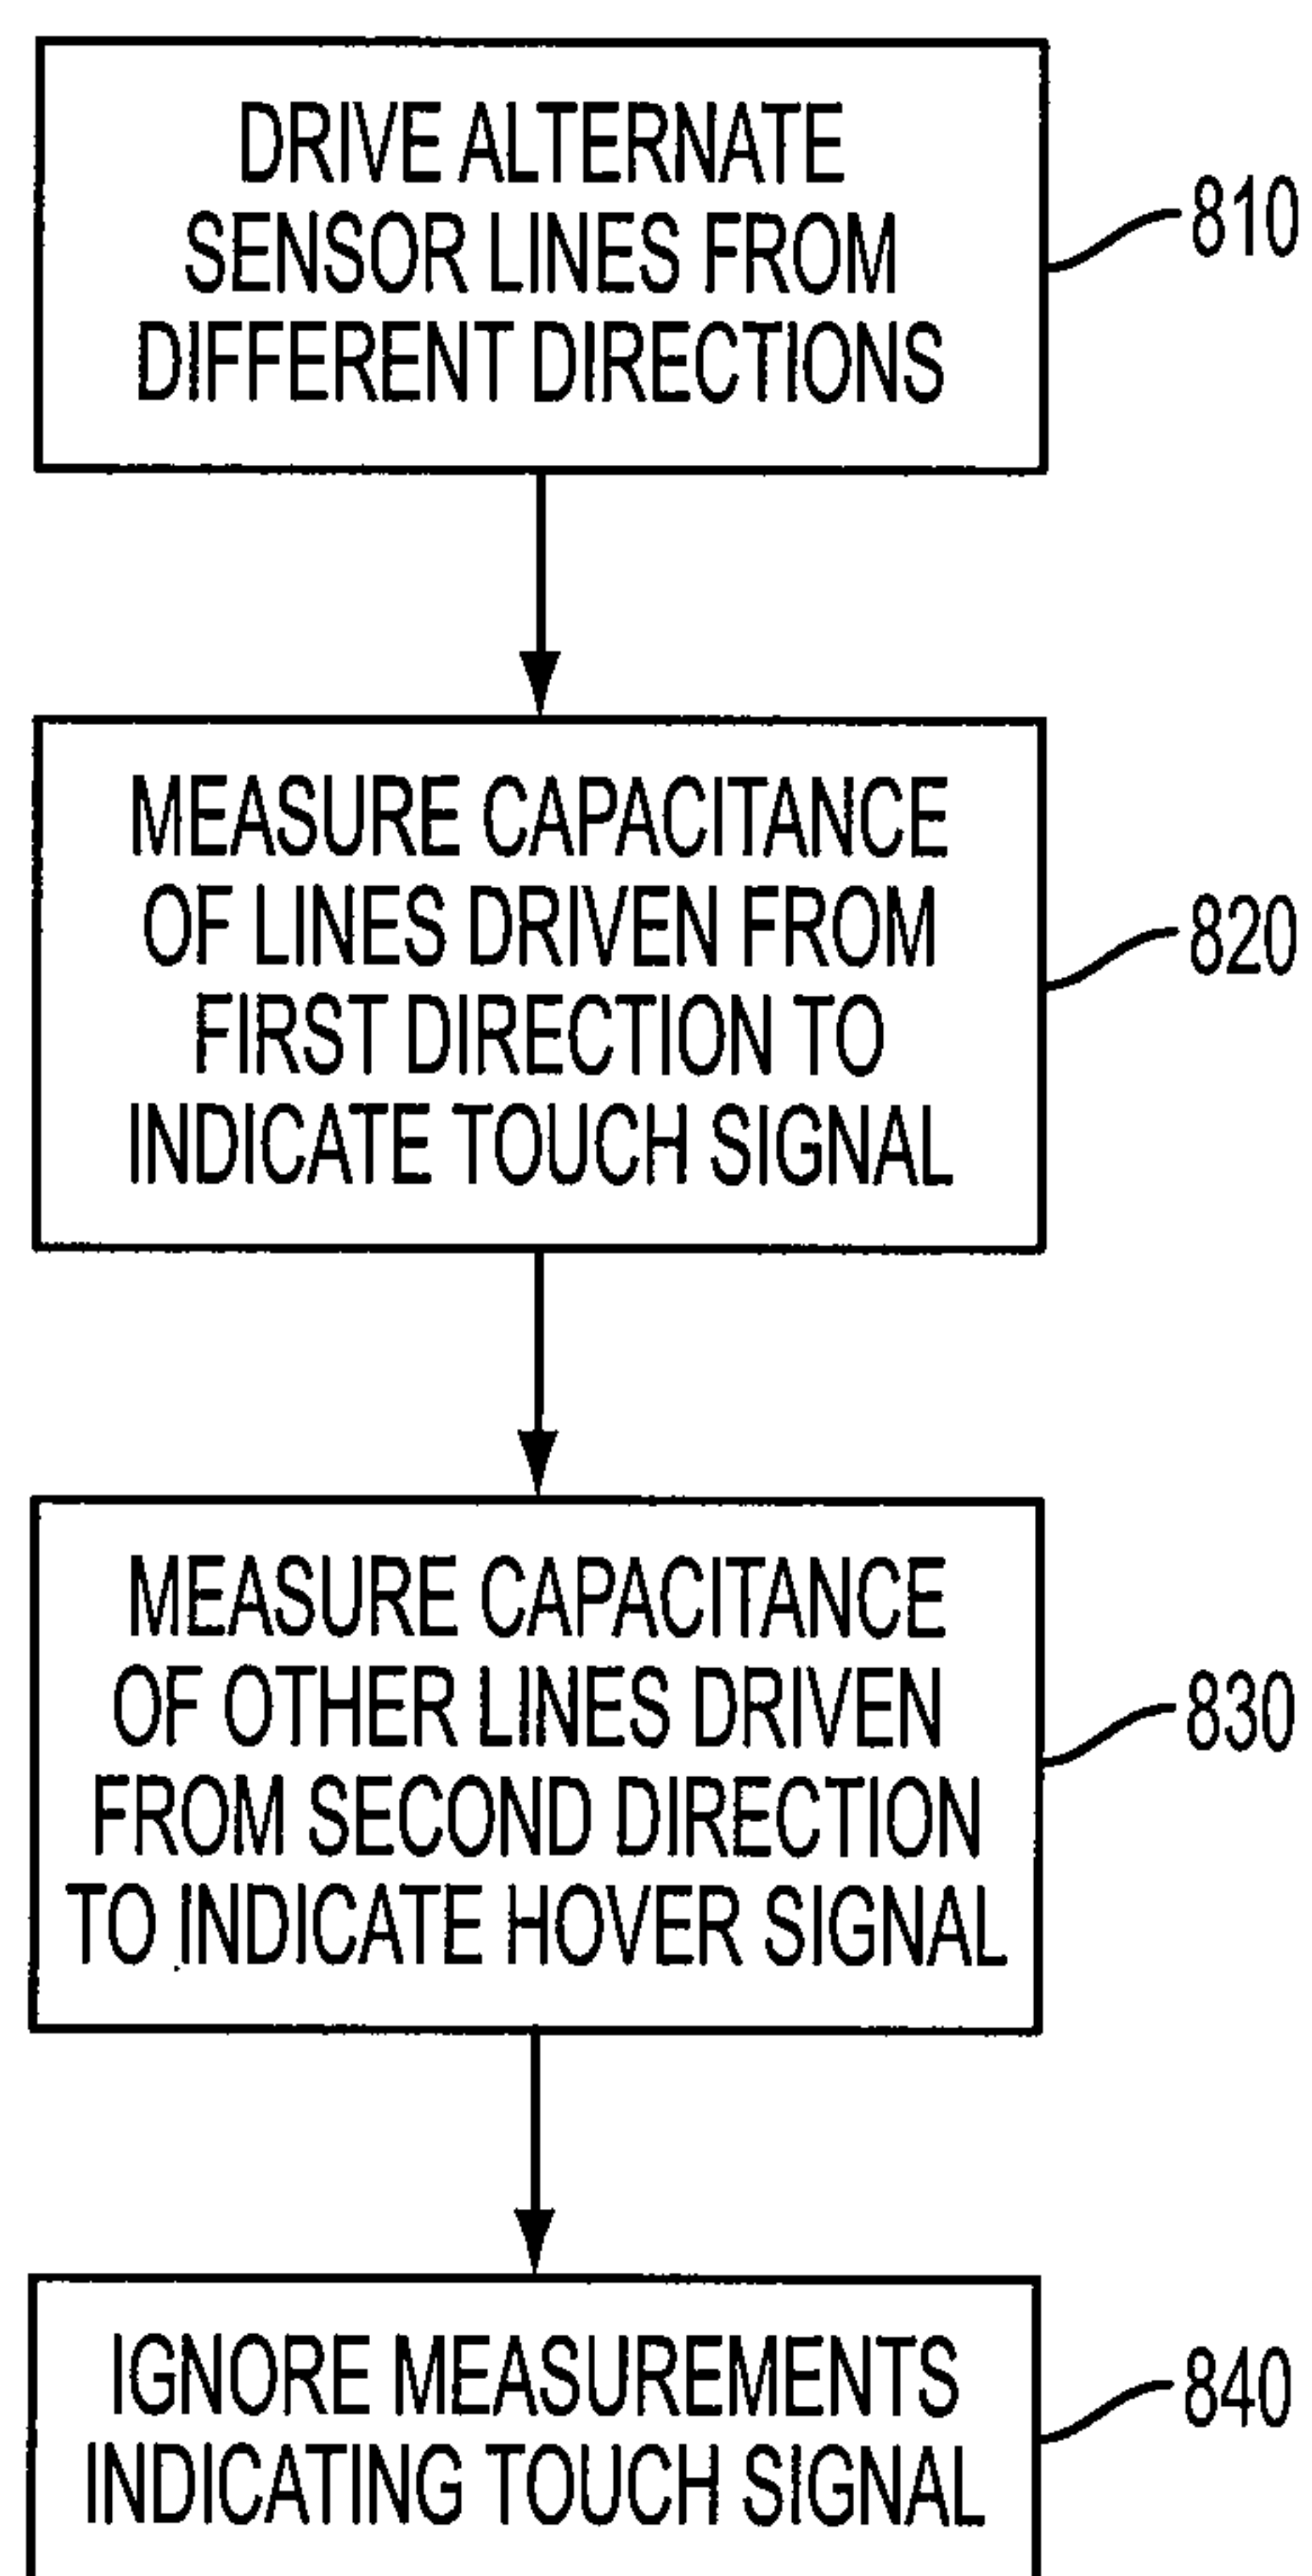 DRIVE ALTERNATE
SENSOR LINES FROM
DIFFERENT DIRECTIONS
810
MEASURE CAPACITANCE
OF LINES DRIVEN FROM
FIRST DIRECTION TO
INDICATE TOUCH SIGNAL
820
MEASURE CAPACITANCE
OF OTHER LINES DRIVEN
FROM SECOND DIRECTION
TO INDICATE HOVER SIGNAL
830
IGNORE MEASUREMENTS
INDICATING TOUCH SIGNAL
840